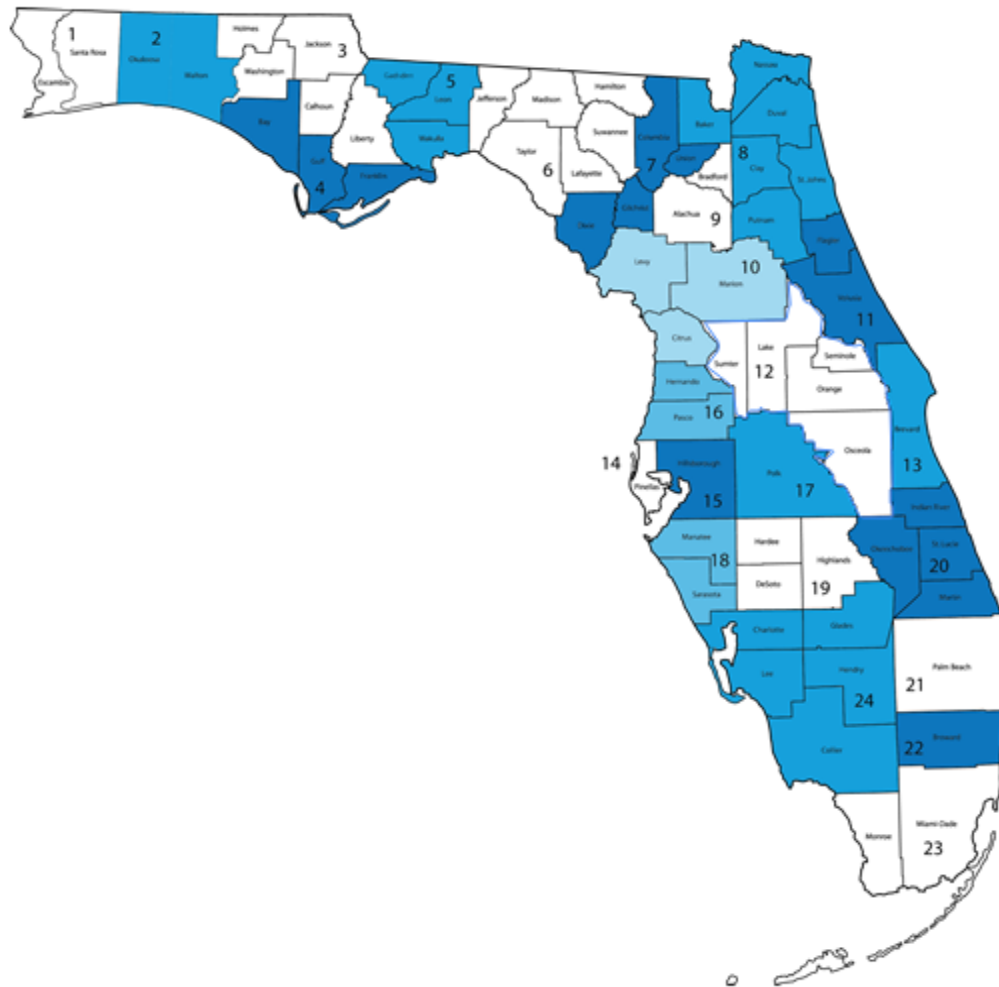 1
Santa Rosa
Escambia
2
Okaloosa
Walton
Holmes
Washington
Jackson
3
Calhoun
Liberty
Bay
Gulf
4
Franklin
Gadsden
5
Leon
Wakulla
Jefferson
Madison
Hamilton
Suwannee
Taylor
6
Lafayette
Columbia
7
Union
Gilchrist
Dixie
Baker
Bradford
Alachua
9
Nassau
Duval
8
Clay
St. Johns
Putnam
Flagler
Volusia
11
Levy
10
Marion
Citrus
Sumter
Lake
12
Seminole
Orange
Osceola
Hernando
Pasco
16
14
Pinellas
Hillsborough
15
Polk
17
Brevard
13
Indian River
Okeechobee
St. Lucie
20
Martin
Manatee
18
Sarasota
Hardee
DeSoto
Highlands
19
Charlotte
Glades
Lee
Hendry
24
Collier
Palm Beach
21
22
Broward
Monroe
Miami-Dade
23